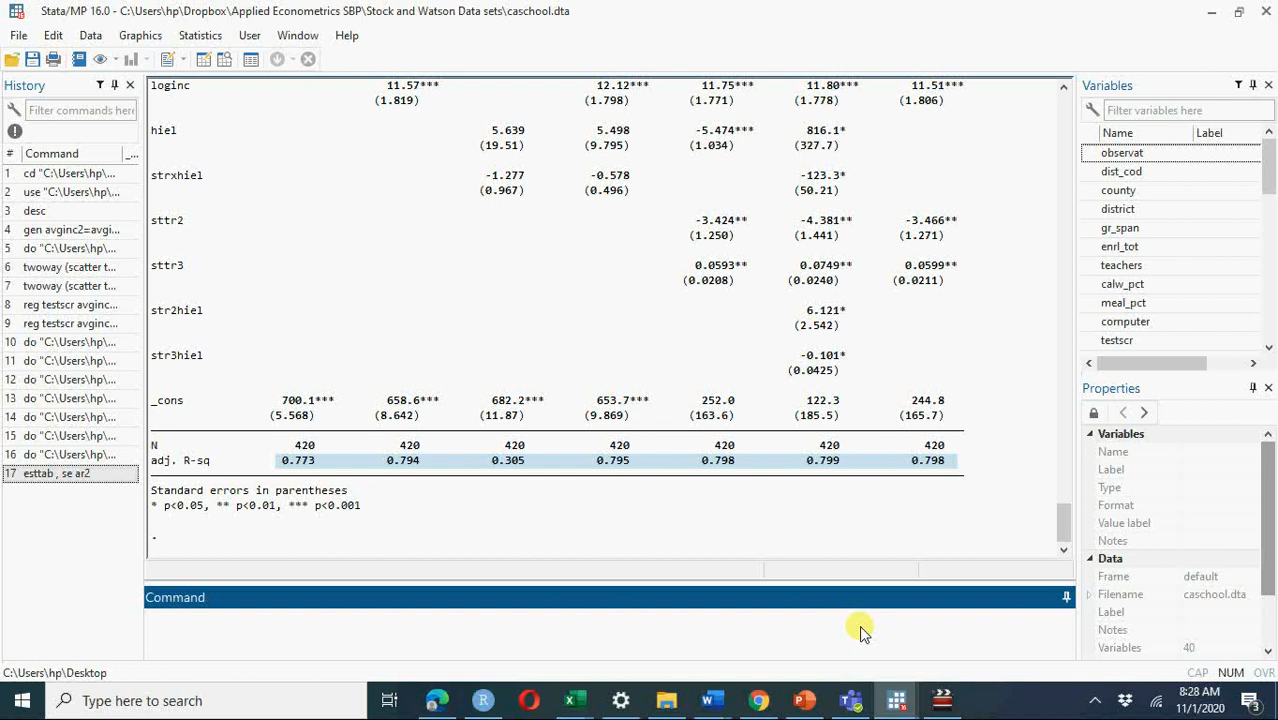 Stata/MP 16.0 - C:\Users\hp\Dropbox\Applied Econometrics SBP\Stock and Watson Data sets\caschool.dta
File Edit Data Graphics Statistics User Window Help
History
Filter commands here
# Command _...
1 cd "C:\Users\hp\...
2 use "C:\Users\hp\...
3 desc
4 gen avginc2=avgi...
5 do "C:\Users\hp\...
6 twoway (scatter t...
7 twoway (scatter t...
8 reg testscr avginc...
9 reg testscr avginc...
10 do "C:\Users\hp\...
11 do "C:\Users\hp\...
12 do "C:\Users\hp\...
13 do "C:\Users\hp\...
14 do "C:\Users\hp\...
15 do "C:\Users\hp\...
16 do "C:\Users\hp\...
17 esttab , se ar2
loginc 11.57*** 12.12*** 11.75*** 11.80*** 11.51***
(1.819) (1.798) (1.771) (1.778) (1.806)
hiel 5.639 5.498 -5.474*** 816.1*
(19.51) (9.795) (1.034) (327.7)
strxhiel -1.277 -0.578 -123.3*
(0.967) (0.496) (50.21)
sttr2 -3.424** -4.381** -3.466**
(1.250) (1.441) (1.271)
sttr3 0.0593** 0.0749** 0.0599**
(0.0208) (0.0240) (0.0211)
str2hiel 6.121*
(2.542)
str3hiel -0.101*
(0.0425)
_cons 700.1*** 658.6*** 682.2*** 653.7*** 252.0 122.3 244.8
(5.568) (8.642) (11.87) (9.869) (163.6) (185.5) (165.7)
N 420 420 420 420 420 420 420
adj. R-sq 0.773 0.794 0.305 0.795 0.798 0.799 0.798
Standard errors in parentheses
* p<0.05, ** p<0.01, *** p<0.001
.
Command
Variables
Filter variables here
Name Label
observat
dist_cod
county
district
gr_span
enrl_tot
teachers
calw_pct
meal_pct
computer
testscr
Properties
Variables
Name
Label
Type
Format
Value label
Notes
Data
Frame default
Filename caschool.dta
Label
Notes
Variables 40
C:\Users\hp\Desktop
CAP NUM OVR
Type here to search
8:28 AM
11/1/2020
3